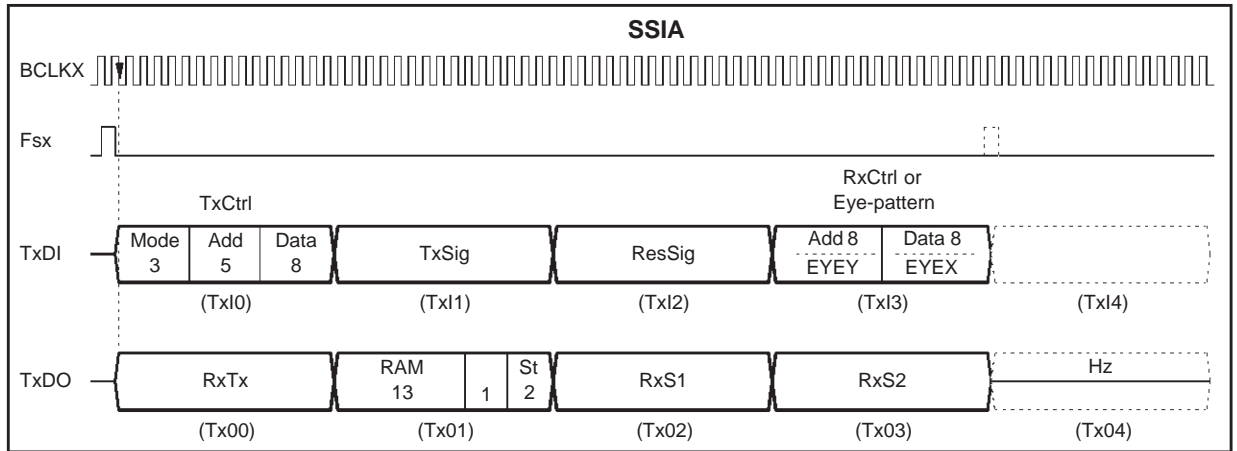 SSIA
BCLKX
Fsx
TxCtrl
RxCtrl or
Eye-pattern
TxDI
Mode
3
Add
5
Data
8
TxSig
ResSig
Add 8
EYEY
Data 8
EYEX
(TxI0)
(TxI1)
(TxI2)
(TxI3)
(TxI4)
TxDO
RxTx
RAM
13
1
St
2
RxS1
RxS2
Hz
(Tx00)
(Tx01)
(Tx02)
(Tx03)
(Tx04)